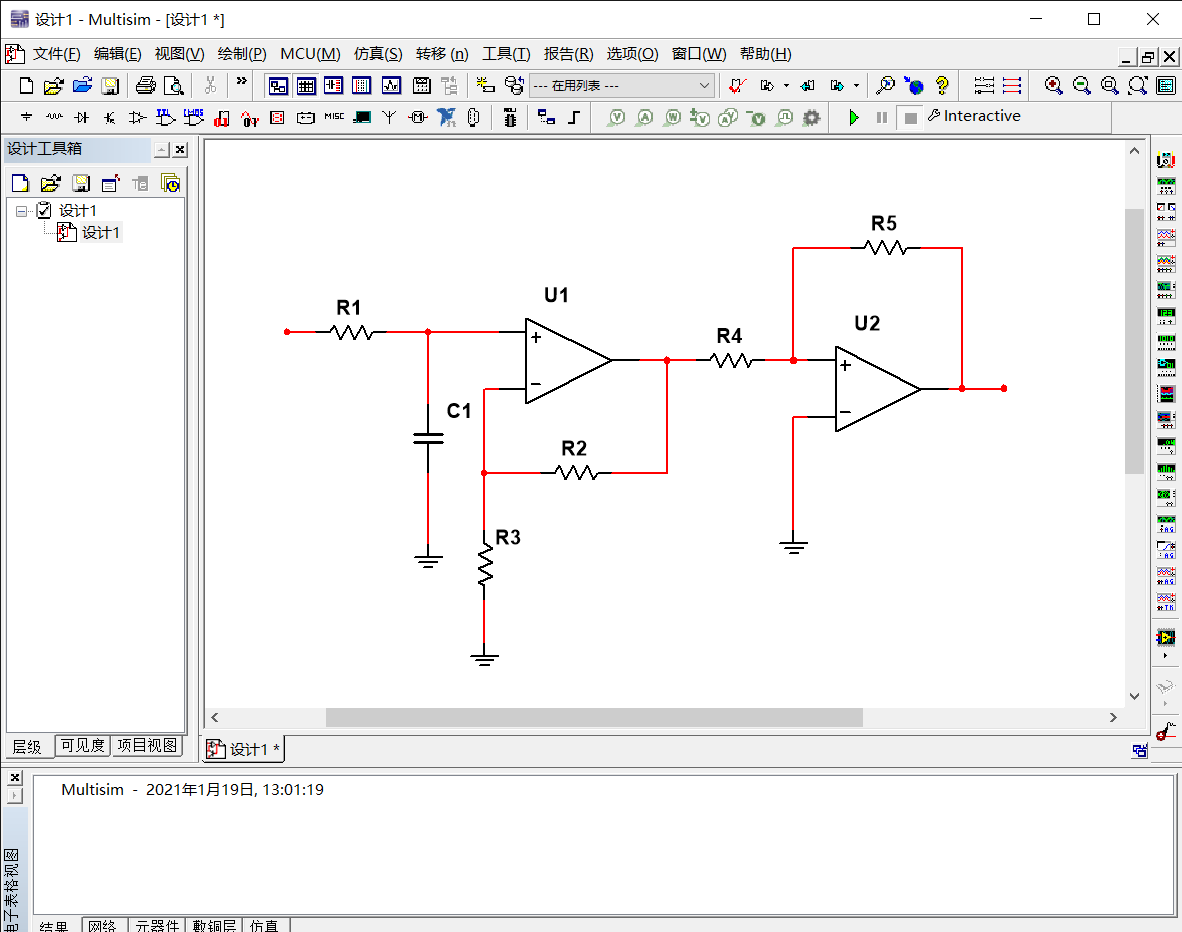 设计1 - Multisim - [设计1 *]
文件(F) 编辑(E) 视图(V) 绘制(P) MCU(M) 仿真(S) 转移 (n) 工具(T) 报告(R) 选项(O) 窗口(W) 帮助(H)
--- 在用列表 ---
MISC
Interactive
设计工具箱
设计1
设计1
R5
U1
R1
U2
R4
+
+
−
−
C1
R2
R3
层级 可见度 项目视图
设计1 *
Multisim - 2021年1月19日, 13:01:19
电子表格视图
结果 网络 元器件 敷铜层 仿真